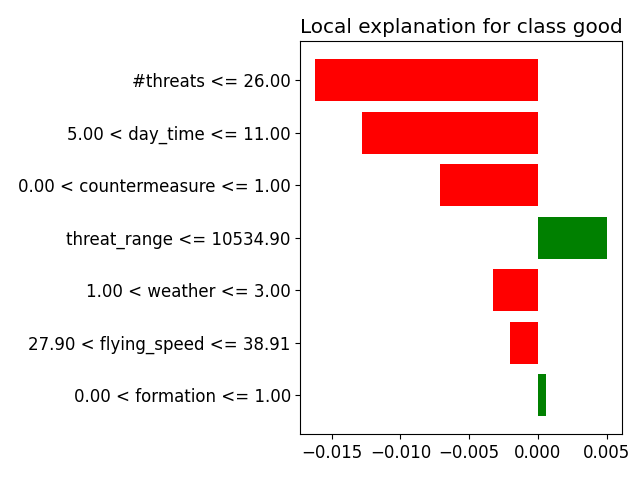 Local explanation for class good
#threats <= 26.00
5.00 < day_time <= 11.00
0.00 < countermeasure <= 1.00
threat_range <= 10534.90
1.00 < weather <= 3.00
27.90 < flying_speed <= 38.91
0.00 < formation <= 1.00
−0.015 −0.010 −0.005 0.000 0.005